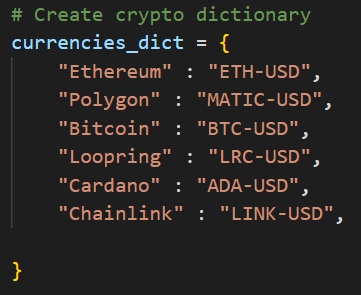 # Create crypto dictionary
currencies_dict = {
    "Ethereum" : "ETH-USD",
    "Polygon" : "MATIC-USD",
    "Bitcoin" : "BTC-USD",
    "Loopring" : "LRC-USD",
    "Cardano" : "ADA-USD",
    "Chainlink" : "LINK-USD",
}